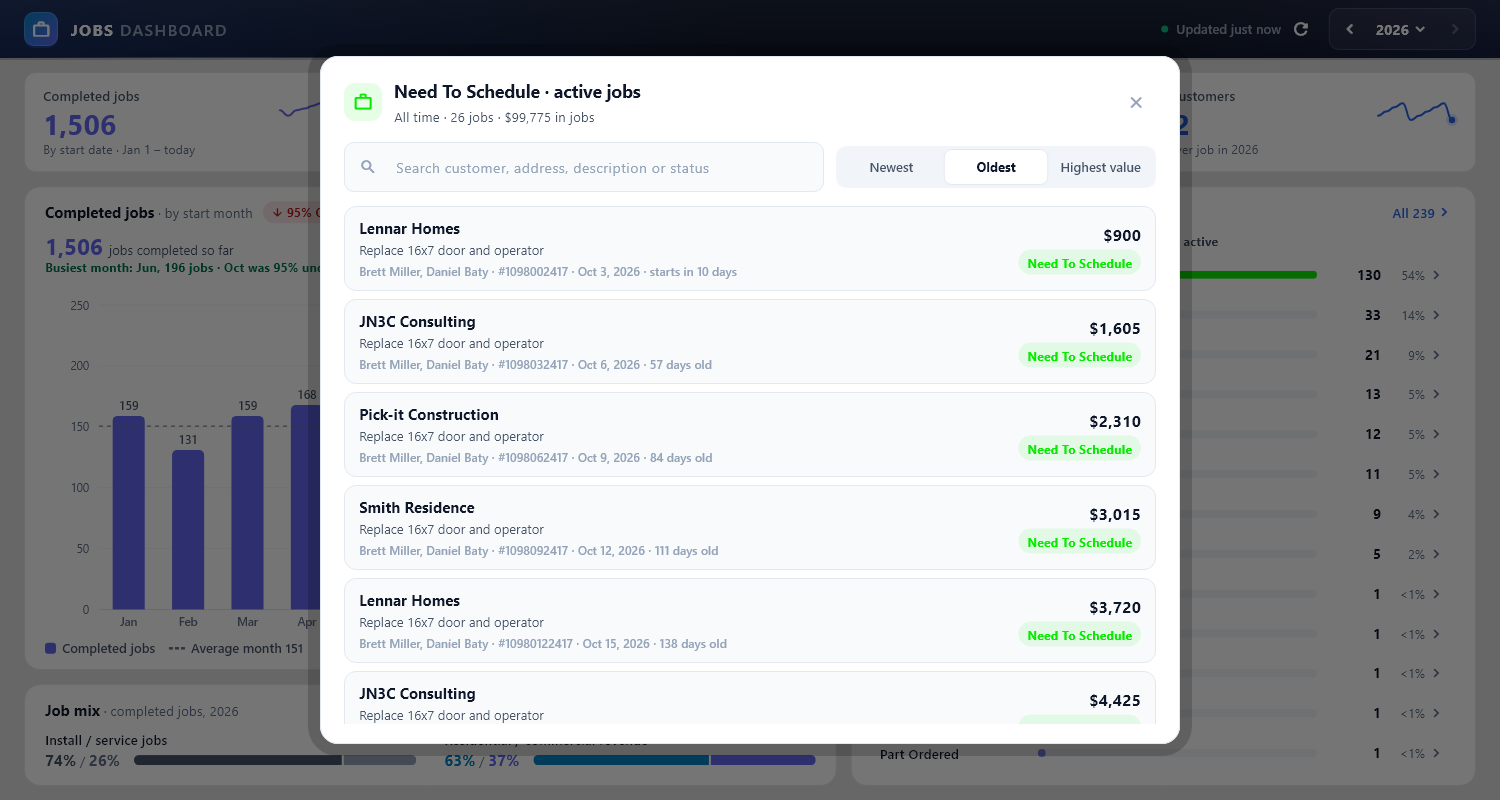 JOBS DASHBOARD
Updated just now
2026
Need To Schedule · active jobs
All time · 26 jobs · $99,775 in jobs
Search customer, address, description or status
Newest
Oldest
Highest value
Lennar Homes
Replace 16x7 door and operator
Brett Miller, Daniel Baty · #1098002417 · Oct 3, 2026 · starts in 10 days
$900
Need To Schedule
JN3C Consulting
Replace 16x7 door and operator
Brett Miller, Daniel Baty · #1098032417 · Oct 6, 2026 · 57 days old
$1,605
Need To Schedule
Pick-it Construction
Replace 16x7 door and operator
Brett Miller, Daniel Baty · #1098062417 · Oct 9, 2026 · 84 days old
$2,310
Need To Schedule
Smith Residence
Replace 16x7 door and operator
Brett Miller, Daniel Baty · #1098092417 · Oct 12, 2026 · 111 days old
$3,015
Need To Schedule
Lennar Homes
Replace 16x7 door and operator
Brett Miller, Daniel Baty · #10980122417 · Oct 15, 2026 · 138 days old
$3,720
Need To Schedule
JN3C Consulting
Replace 16x7 door and operator
$4,425
Completed jobs
1,506
By start date · Jan 1 – today
Completed jobs · by start month
95%
1,506 jobs completed so far
Busiest month: Jun, 196 jobs · Oct was 95%
250
200
150
100
50
0
159
131
159
168
Jan
Feb
Mar
Apr
Completed jobs
Average month 151
Job mix · completed jobs, 2026
Install / service jobs
74% / 26%
63% / 37%
job in 2026
All 239
active
130
54%
33
14%
21
9%
13
5%
12
5%
11
5%
9
4%
5
2%
1
<1%
1
<1%
1
<1%
1
<1%
Part Ordered
1
<1%